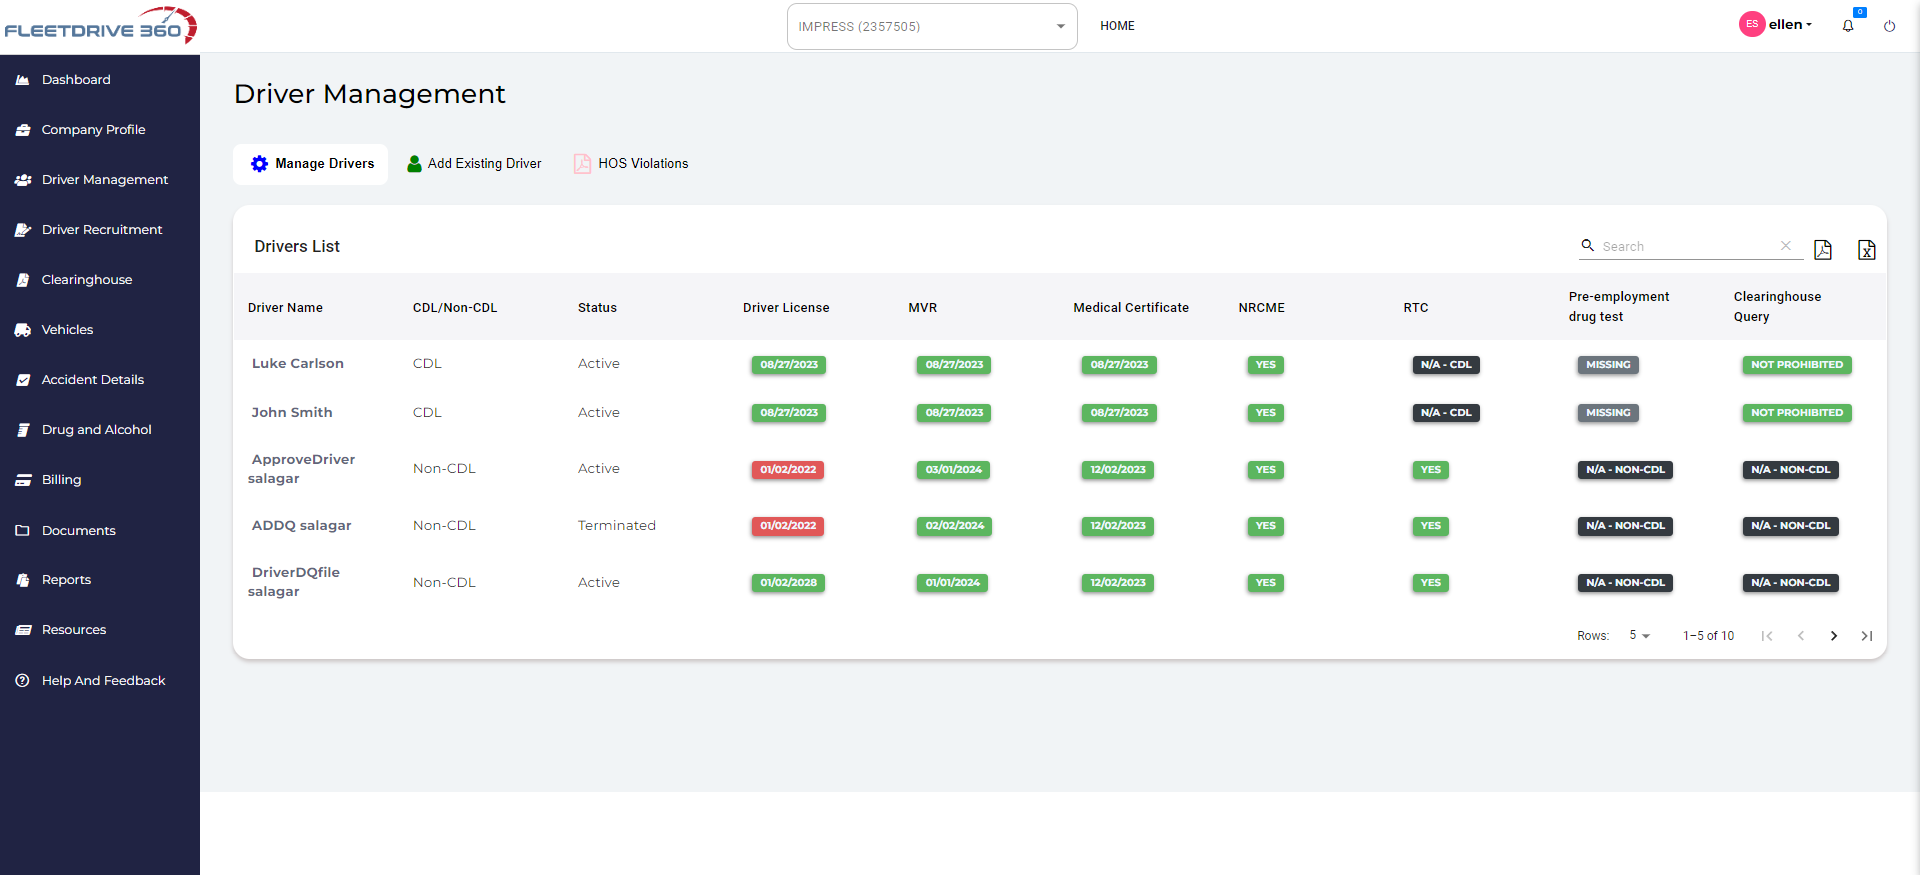 FLEETDRIVE 360
IMPRESS (2357505)
HOME
ES
ellen
0
Dashboard
Company Profile
Driver Management
Driver Recruitment
Clearinghouse
Vehicles
Accident Details
Drug and Alcohol
Billing
Documents
Reports
Resources
Help And Feedback
Driver Management
Manage Drivers
Add Existing Driver
HOS Violations
Drivers List
Search
Driver Name
CDL/Non-CDL
Status
Driver License
MVR
Medical Certificate
NRCME
RTC
Pre-employment
drug test
Clearinghouse
Query
Luke Carlson
CDL
Active
08/27/2023
08/27/2023
08/27/2023
YES
N/A - CDL
MISSING
NOT PROHIBITED
John Smith
CDL
Active
08/27/2023
08/27/2023
08/27/2023
YES
N/A - CDL
MISSING
NOT PROHIBITED
ApproveDriver
salagar
Non-CDL
Active
01/02/2022
03/01/2024
12/02/2023
YES
YES
N/A - NON-CDL
N/A - NON-CDL
ADDQ salagar
Non-CDL
Terminated
01/02/2022
02/02/2024
12/02/2023
YES
YES
N/A - NON-CDL
N/A - NON-CDL
DriverDQfile
salagar
Non-CDL
Active
01/02/2028
01/01/2024
12/02/2023
YES
YES
N/A - NON-CDL
N/A - NON-CDL
Rows:
5
1-5 of 10